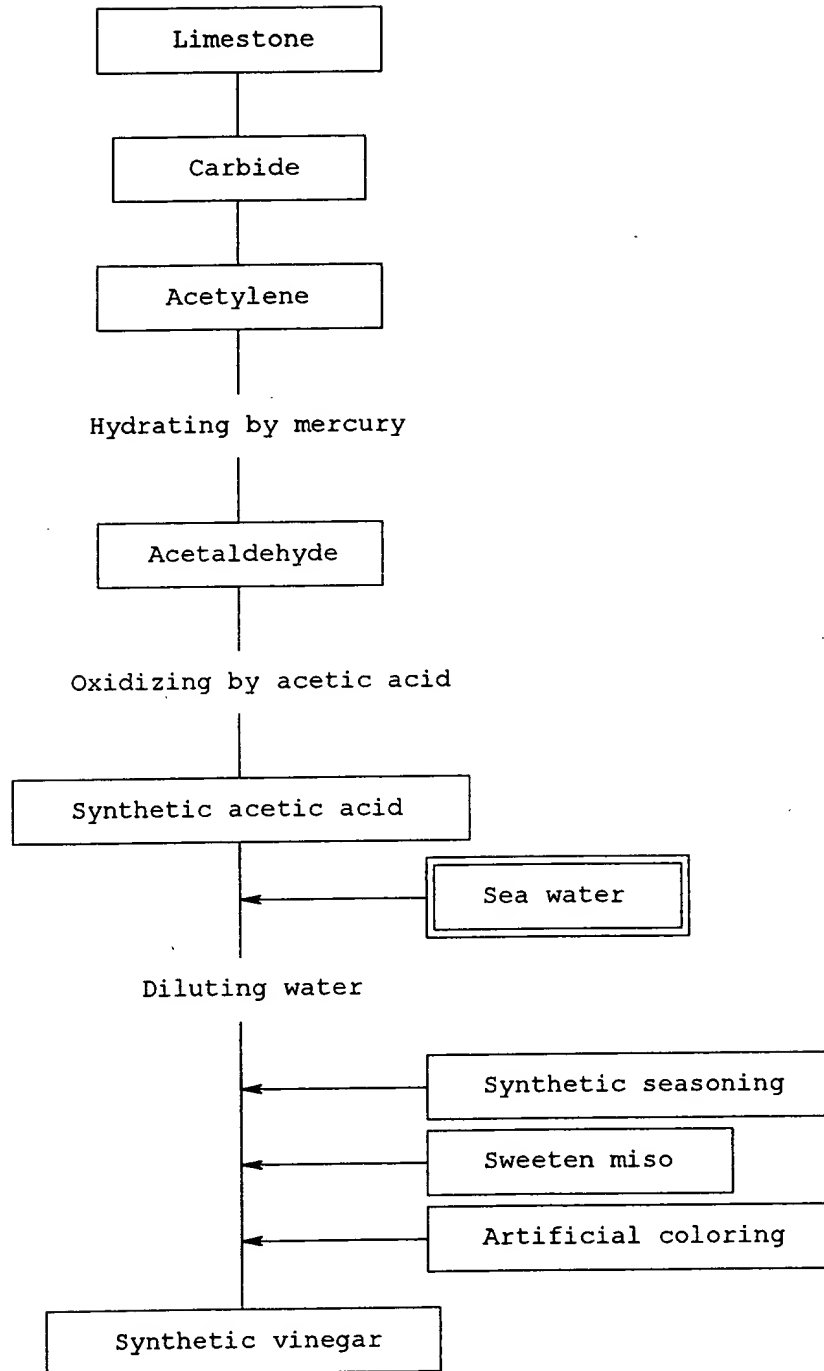 Limestone
Carbide
Acetylene
Hydrating by mercury
Acetaldehyde
Oxidizing by acetic acid
Synthetic acetic acid
Sea water
Diluting water
Synthetic seasoning
Sweeten miso
Artificial coloring
Synthetic vinegar